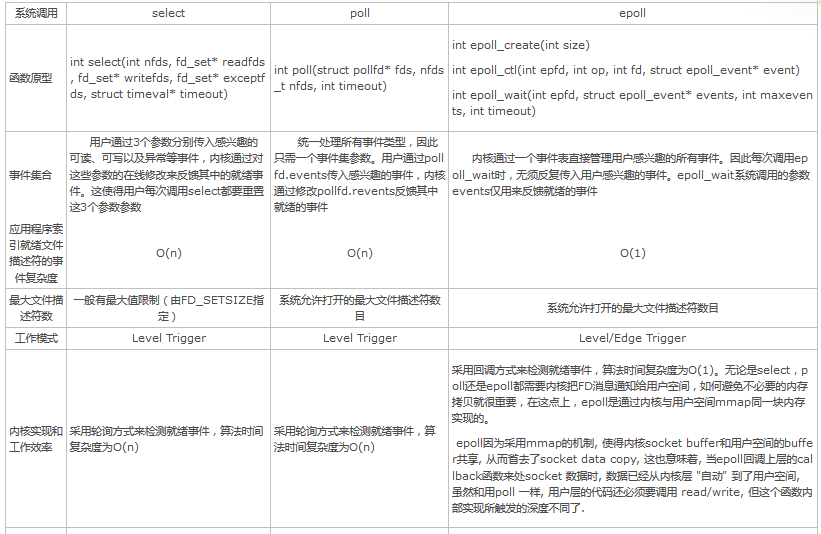 系统调用
select
poll
epoll
函数原型
int select(int nfds, fd_set* readfds
, fd_set* writefds, fd_set* exceptf
ds, struct timeval* timeout)
int poll(struct pollfd* fds, nfds
_t nfds, int timeout)
int epoll_create(int size)
int epoll_ctl(int epfd, int op, int fd, struct epoll_event* event)
int epoll_wait(int epfd, struct epoll_event* events, int maxeven
ts, int timeout)
事件集合
用户通过3个参数分别传入感兴趣的
可读、可写以及异常等事件，内核通过对
这些参数的在线修改来反馈其中的就绪事
件。这使得用户每次调用select都要重置
这3个参数参数
统一处理所有事件类型，因此
只需一个事件集参数。用户通过poll
fd.events传入感兴趣的事件，内核
通过修改pollfd.revents反馈其中
就绪的事件
内核通过一个事件表直接管理用户感兴趣的所有事件。因此每次调用ep
oll_wait时，无须反复传入用户感兴趣的事件。epoll_wait系统调用的参数
events仅用来反馈就绪的事件
应用程序索
引就绪文件
描述符的事
件复杂度
O(n)
O(n)
O(1)
最大文件描
述符数
一般有最大值限制（由FD_SETSIZE指
定）
系统允许打开的最大文件描述符数
目
系统允许打开的最大文件描述符数目
工作模式
Level Trigger
Level Trigger
Level/Edge Trigger
内核实现和
工作效率
采用轮询方式来检测就绪事件，算法时间
复杂度为O(n)
采用轮询方式来检测就绪事件，算
法时间复杂度为O(n)
采用回调方式来检测就绪事件，算法时间复杂度为O(1)。无论是select，p
oll还是epoll都需要内核把FD消息通知给用户空间，如何避免不必要的内存
拷贝就很重要，在这点上，epoll是通过内核与用户空间mmap同一块内存
实现的。
epoll因为采用mmap的机制, 使得内核socket buffer和用户空间的buffe
r共享, 从而首去了socket data copy, 这也意味着, 当epoll回调上层的cal
lback函数来处socket 数据时, 数据已经从内核层 "自动" 到了用户空间,
虽然和用poll 一样, 用户层的代码还必须要调用 read/write, 但这个函数内
部实现所触发的深度不同了.